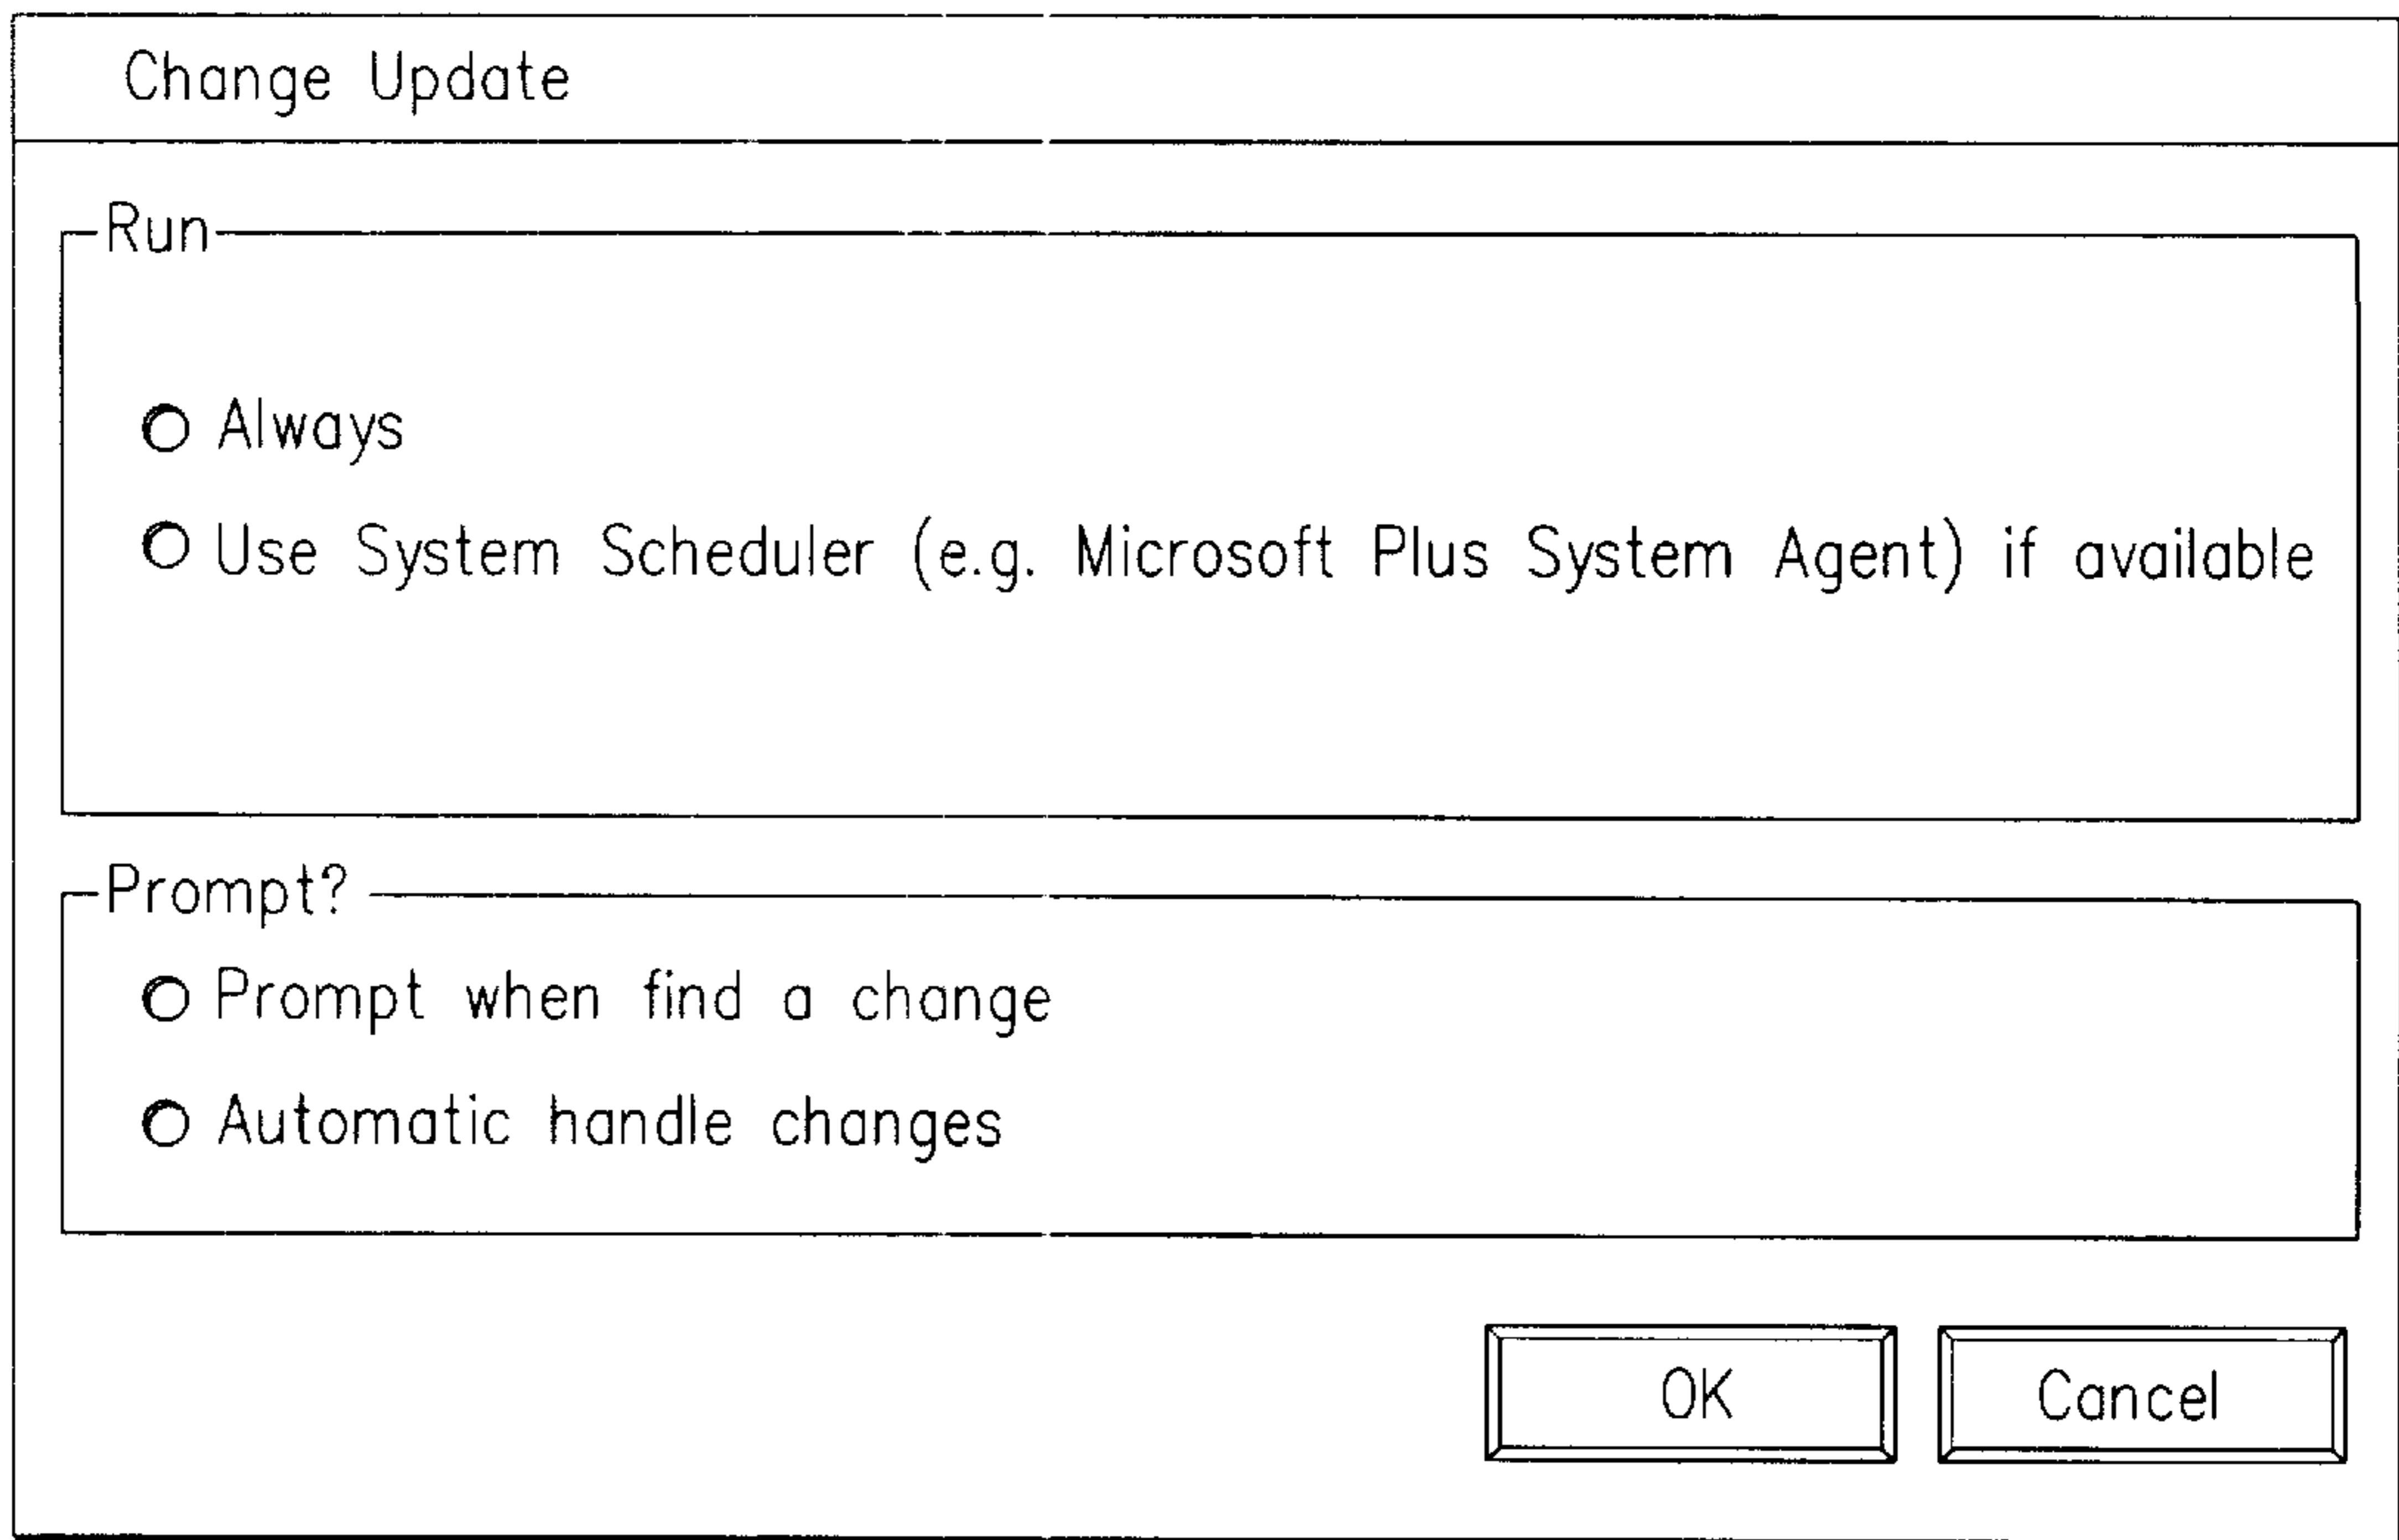 Change Update
Run
Always
Use System Scheduler (e.g. Microsoft Plus System Agent) if available
Prompt?
Prompt when find a change
Automatic handle changes
OK
Cancel